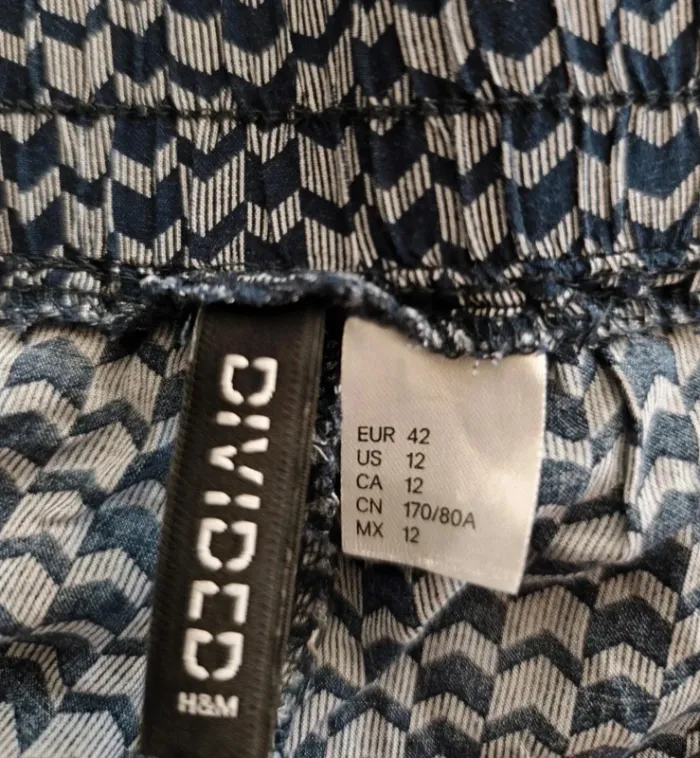 DIVIDED
H&M
EUR 42
US 12
CA 12
CN 170/80A
MX 12